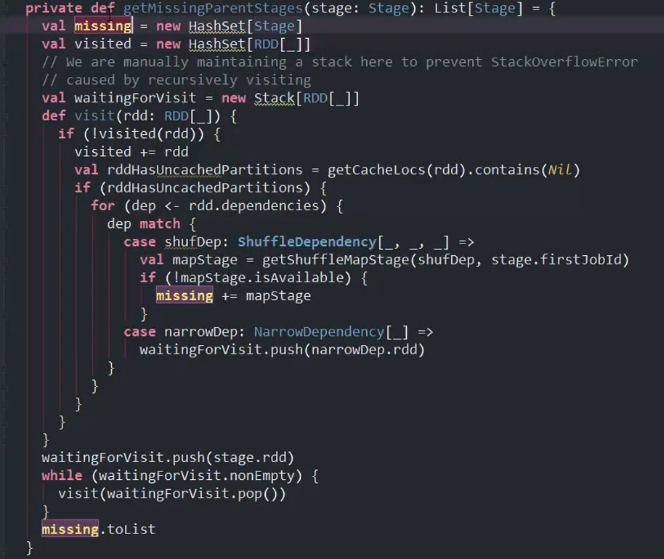 private def getMissingParentStages(stage: Stage): List[Stage] = {
  val missing = new HashSet[Stage]
  val visited = new HashSet[RDD[_]]
  // We are manually maintaining a stack here to prevent StackOverflowError
  // caused by recursively visiting
  val waitingForVisit = new Stack[RDD[_]]
  def visit(rdd: RDD[_]) {
    if (!visited(rdd)) {
      visited += rdd
      val rddHasUncachedPartitions = getCacheLocs(rdd).contains(Nil)
      if (rddHasUncachedPartitions) {
        for (dep <- rdd.dependencies) {
          dep match {
            case shufDep: ShuffleDependency[_, _, _] =>
              val mapStage = getShuffleMapStage(shufDep, stage.firstJobId)
              if (!mapStage.isAvailable) {
                missing += mapStage
              }
            case narrowDep: NarrowDependency[_] =>
              waitingForVisit.push(narrowDep.rdd)
          }
        }
      }
    }
  }
  waitingForVisit.push(stage.rdd)
  while (waitingForVisit.nonEmpty) {
    visit(waitingForVisit.pop())
  }
  missing.toList
}